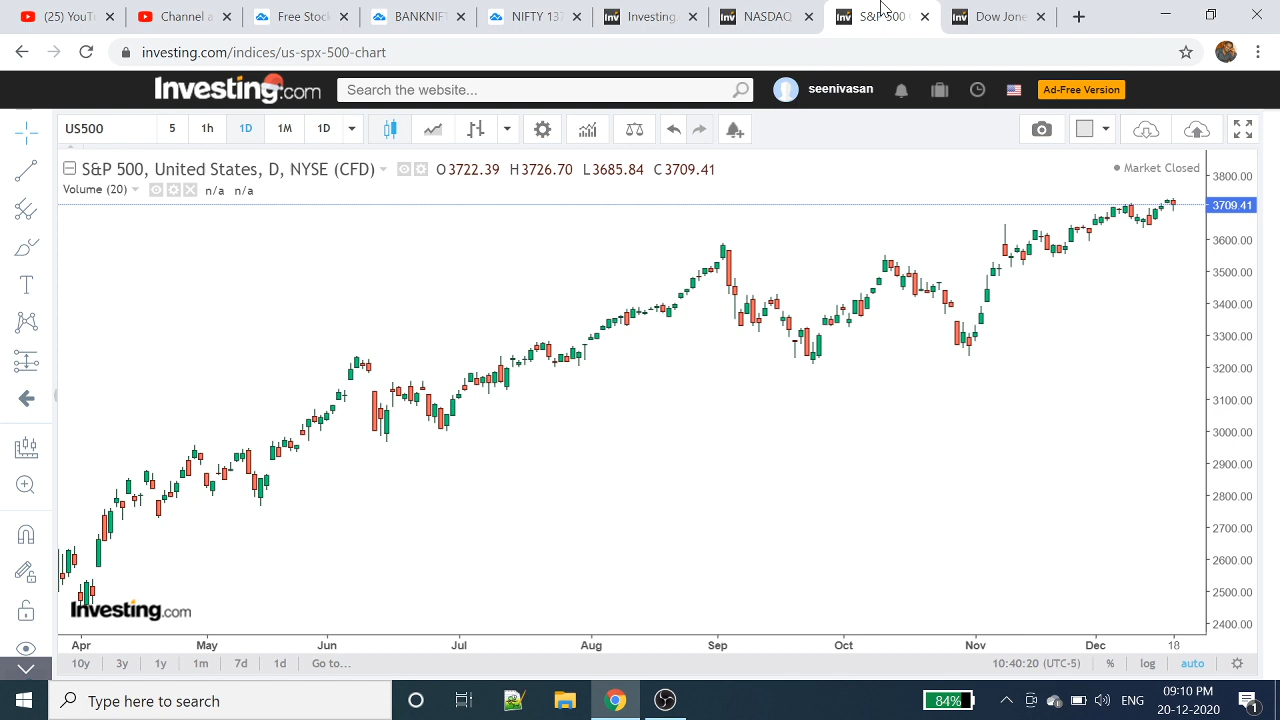 (25) YouTu
Channel a
Free Stock
BANKNIFT
NIFTY 137
Investing.
NASDAQ
S&P 500
Dow Jone
investing.com/indices/us-spx-500-chart
Investing.com
Search the website...
seenivasan
Ad-Free Version
US500
5
1h
1D
1M
1D
S&P 500, United States, D, NYSE (CFD)
O3722.39 H3726.70 L3685.84 C3709.41
Market Closed
Volume (20)
n/a n/a
3800.00
3709.41
3600.00
3500.00
3400.00
3300.00
3200.00
3100.00
3000.00
2900.00
2800.00
2700.00
2600.00
2500.00
2400.00
Investing.com
Apr May Jun Jul Aug Sep Oct Nov Dec 18
10y 3y 1y 1m 7d 1d Go to...
10:40:20 (UTC-5) % log auto
Type here to search
84%
ENG
09:10 PM
20-12-2020
1